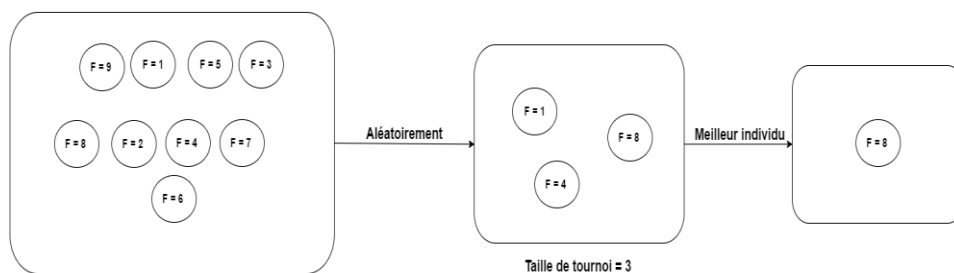 F = 9
F = 1
F = 5
F = 3
F = 8
F = 2
F = 4
F = 7
F = 6
Aléatoirement
F = 1
F = 8
F = 4
Taille de tournoi = 3
Meilleur individu
F = 8